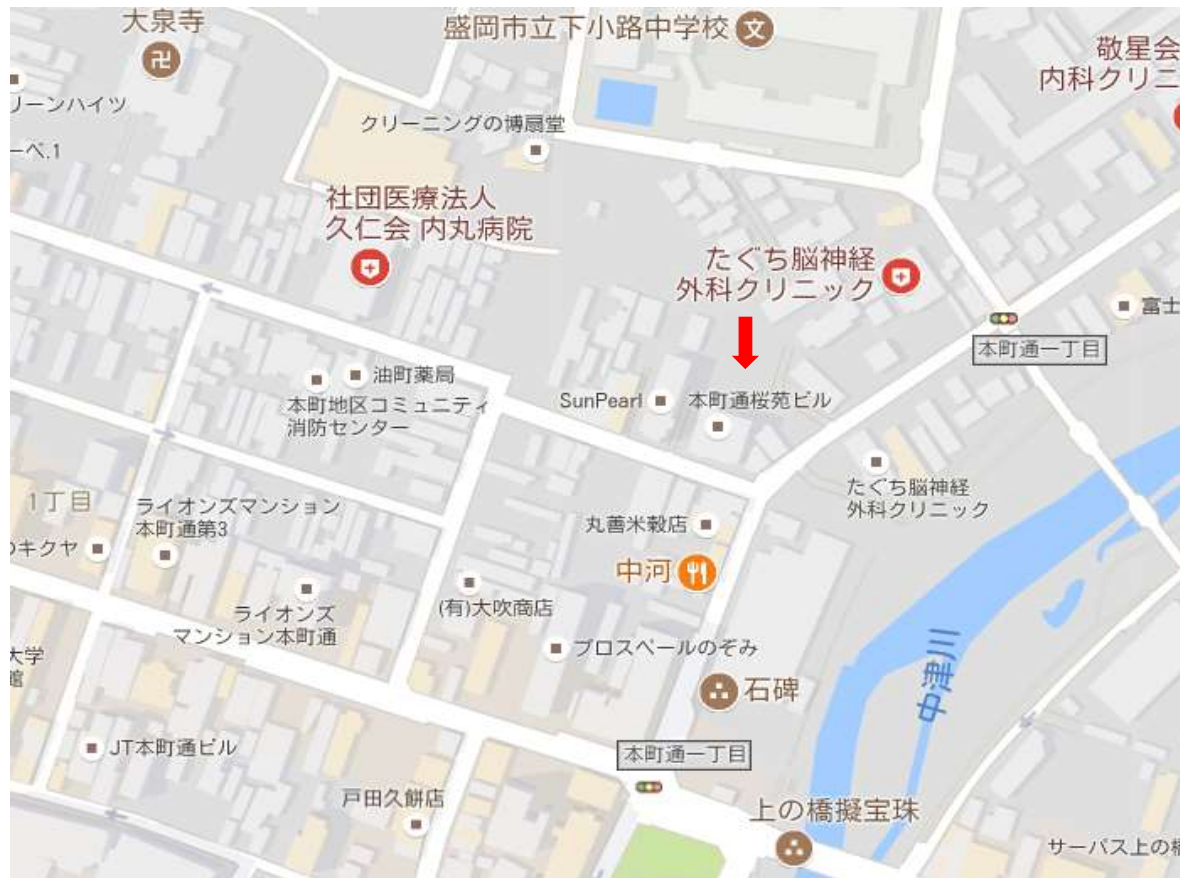 大泉寺
盛岡市立下小路中学校
文
敬星会
内科クリニ
リーンハイツ
ーベ.1
クリーニングの博扇堂
社団医療法人
久仁会 内丸病院
たぐち脳神経
外科クリニック
富士
本町通一丁目
油町薬局
本町地区コミュニティ
消防センター
SunPearl
本町通桜苑ビル
たぐち脳神経
外科クリニック
1丁目
ライオンズマンション
本町通第3
のキクヤ
丸善米穀店
中河
(有)大吹商店
ライオンズ
マンション本町通
プロスペールのぞみ
大学
館
石碑
中津川
JT本町通ビル
本町通一丁目
戸田久餅店
上の橋擬宝珠
サーパス上の橋